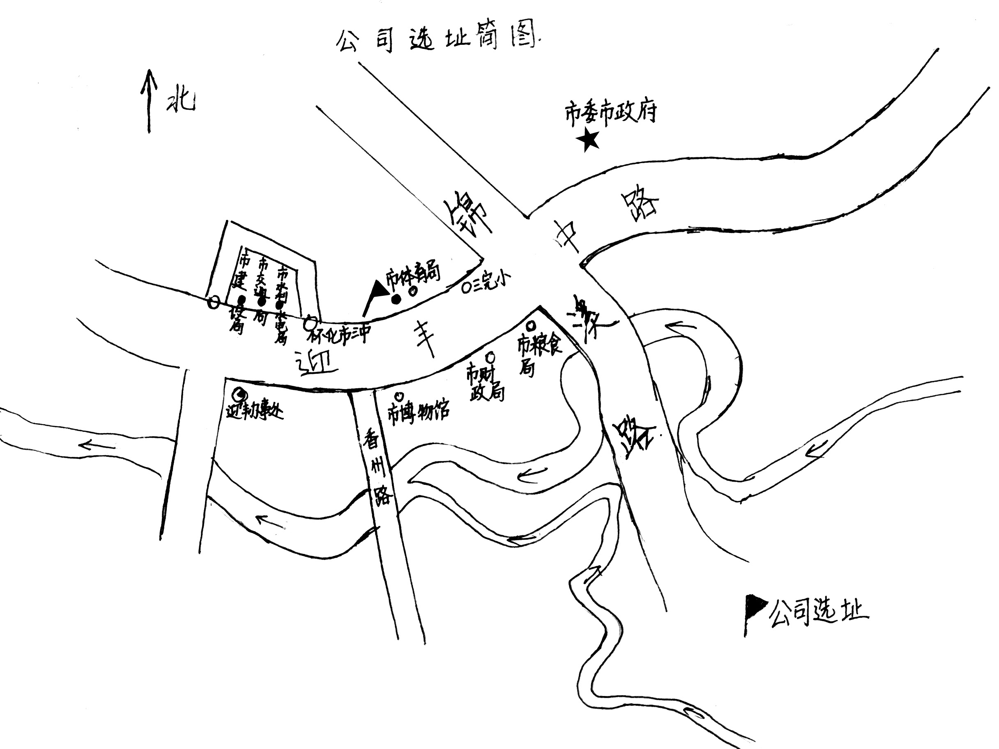 公司选址简图.
北
市委市政府
路
中
市建设局
市交通局
市水利水电局
市体育局
三完小
怀化市三中
迎
丰
市粮食局
市财政局
迎丰办事处
市博物馆
香州路
路
公司选址